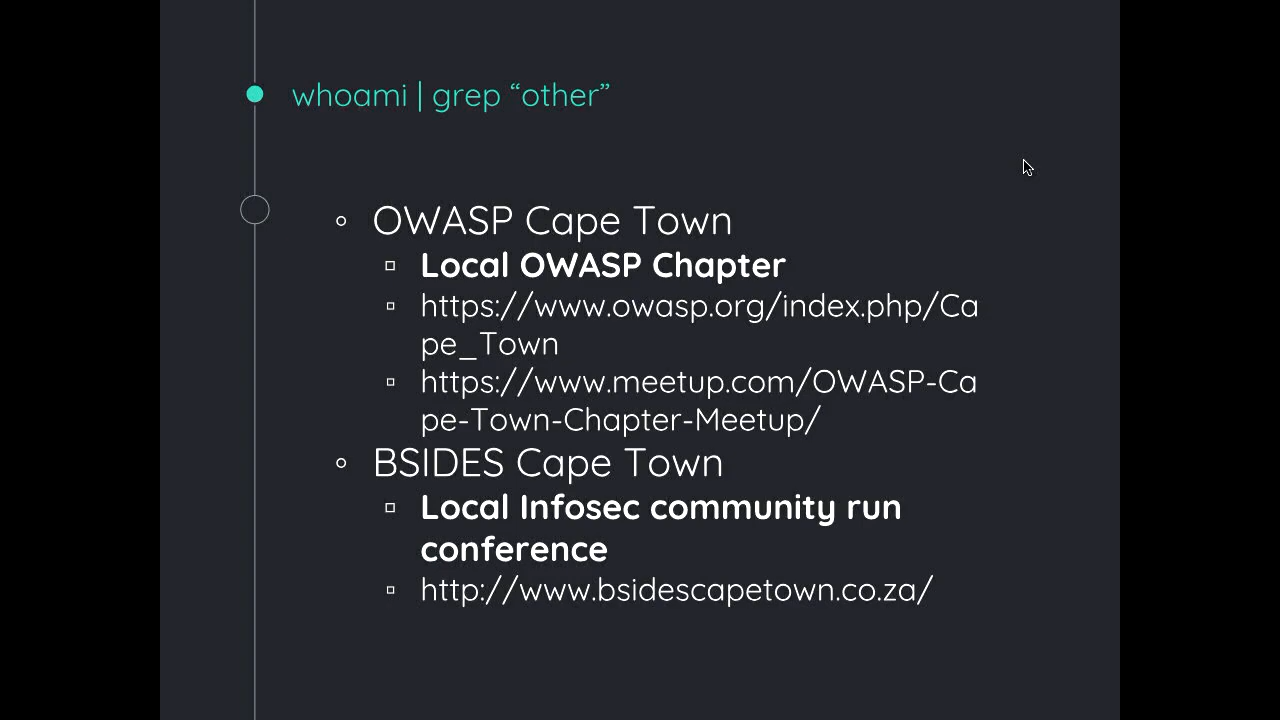 whoami | grep “other”
OWASP Cape Town
Local OWASP Chapter
https://www.owasp.org/index.php/Ca
pe_Town
https://www.meetup.com/OWASP-Ca
pe-Town-Chapter-Meetup/
BSIDES Cape Town
Local Infosec community run
conference
http://www.bsidescapetown.co.za/